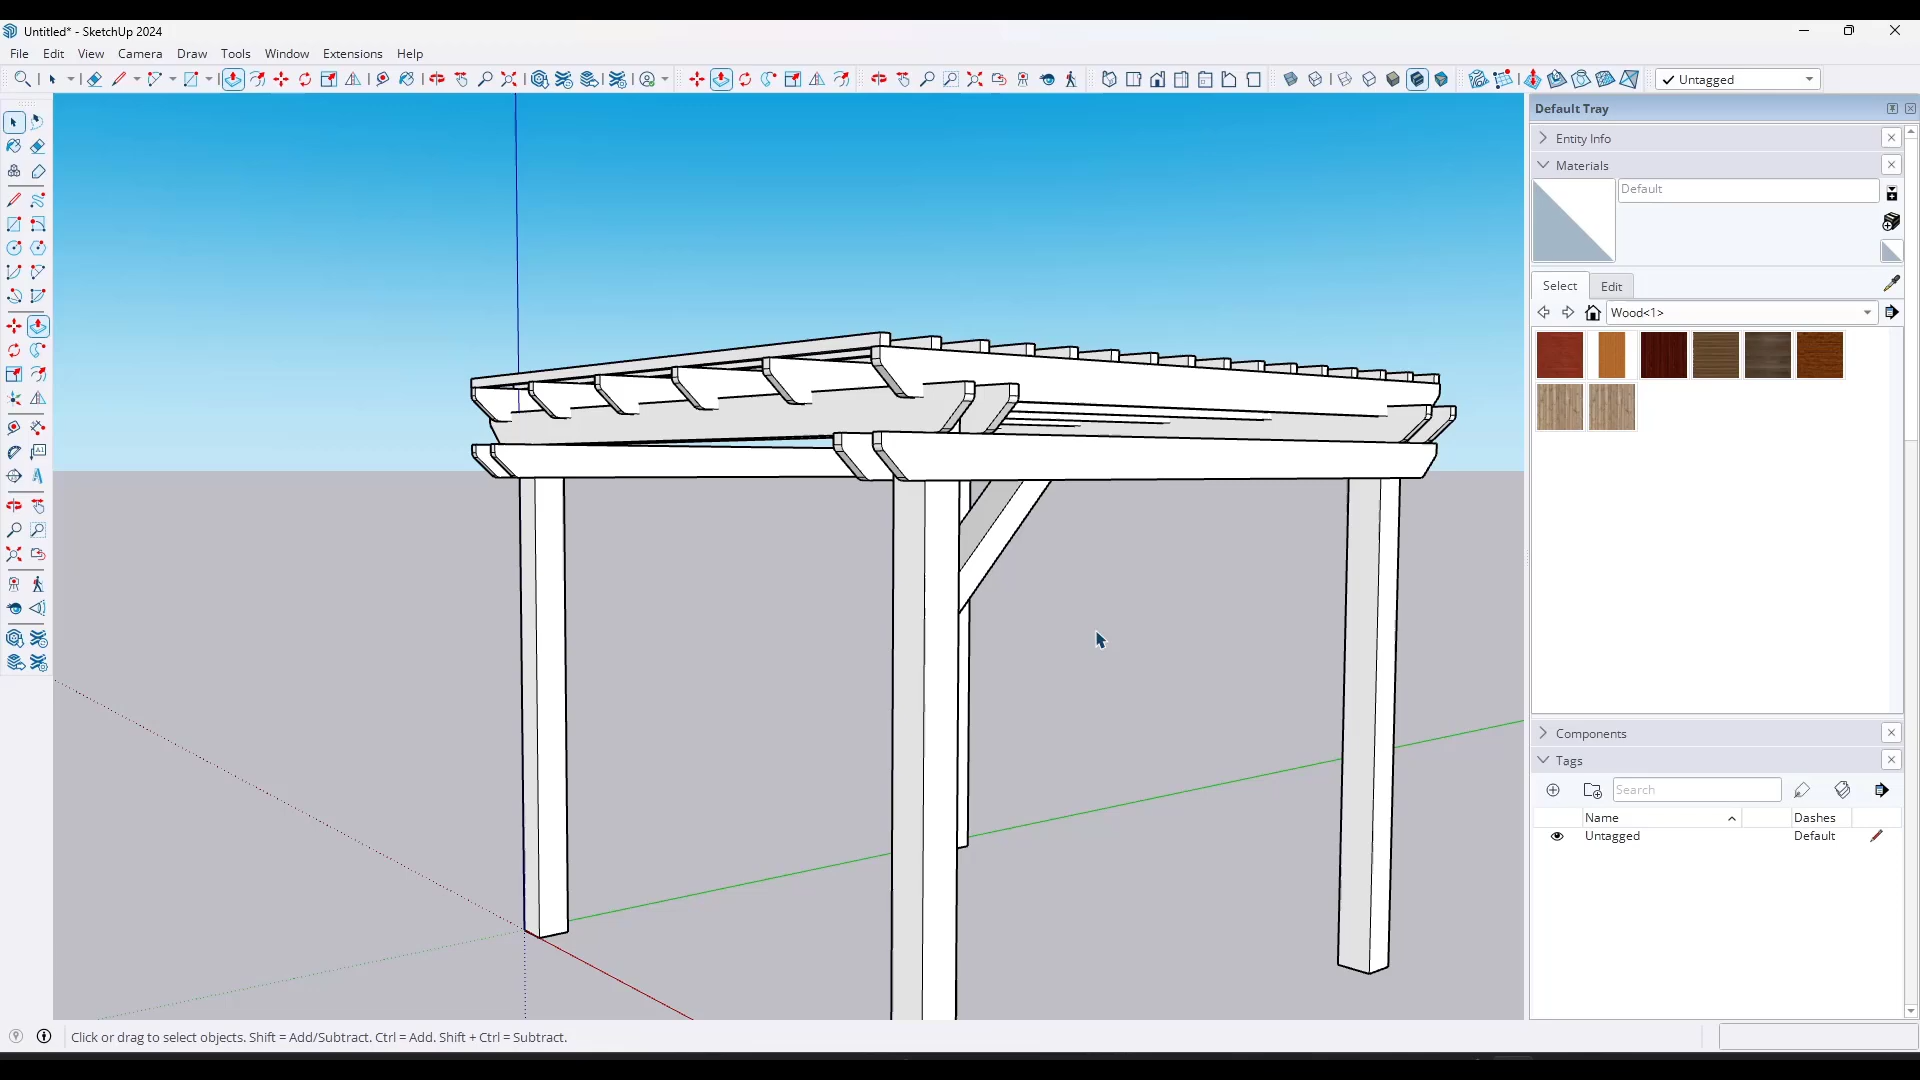 Untitled* - SketchUp 2024
File Edit View Camera Draw Tools Window Extensions Help
Untagged
Default Tray
Entity Info
Materials
Default
Select Edit
Wood<1>
Components
Tags
Search
Name Dashes
Untagged Default
Click or drag to select objects. Shift = Add/Subtract. Ctrl = Add. Shift + Ctrl = Subtract.